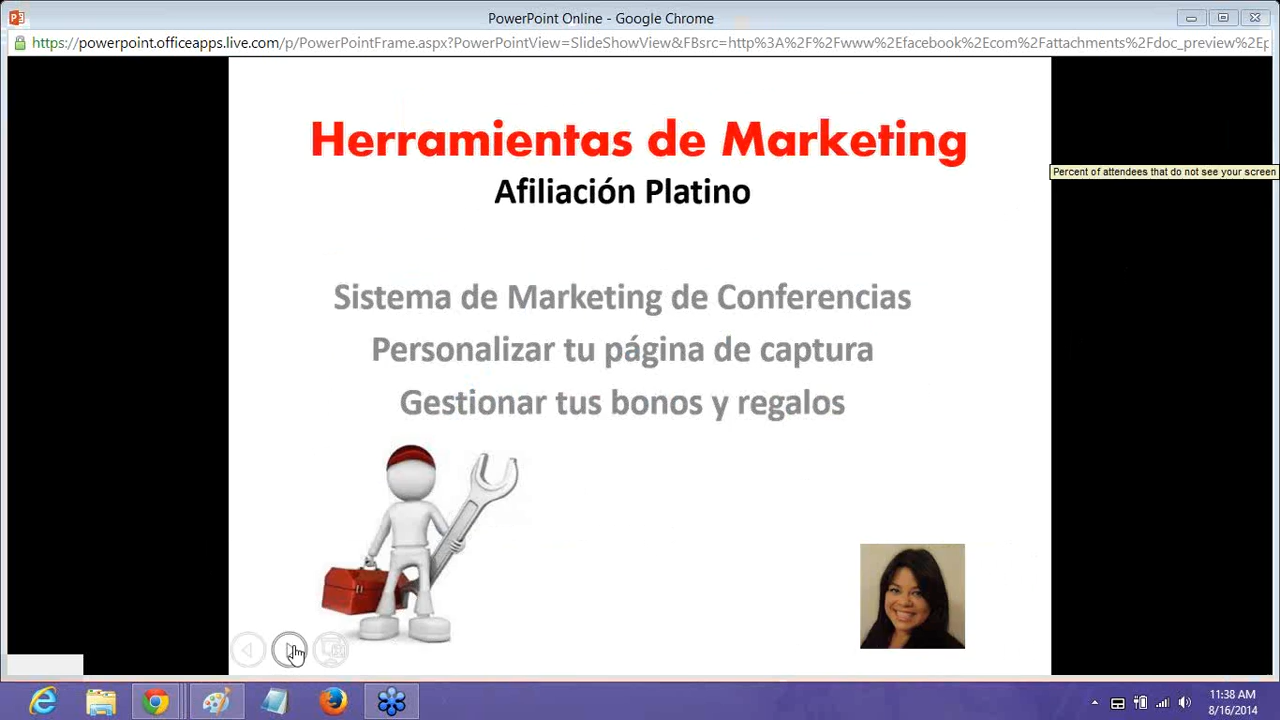 PowerPoint Online - Google Chrome
https://powerpoint.officeapps.live.com/p/PowerPointFrame.aspx?PowerPointView=SlideShowView&FBsrc=http%3A%2F%2Fwww%2Efacebook%2Ecom%2Fattachments%2Fdoc_preview%2Ep
Herramientas de Marketing
Percent of attendees that do not see your screen
Afiliación Platino
Sistema de Marketing de Conferencias
Personalizar tu página de captura
Gestionar tus bonos y regalos
11:38 AM
8/16/2014